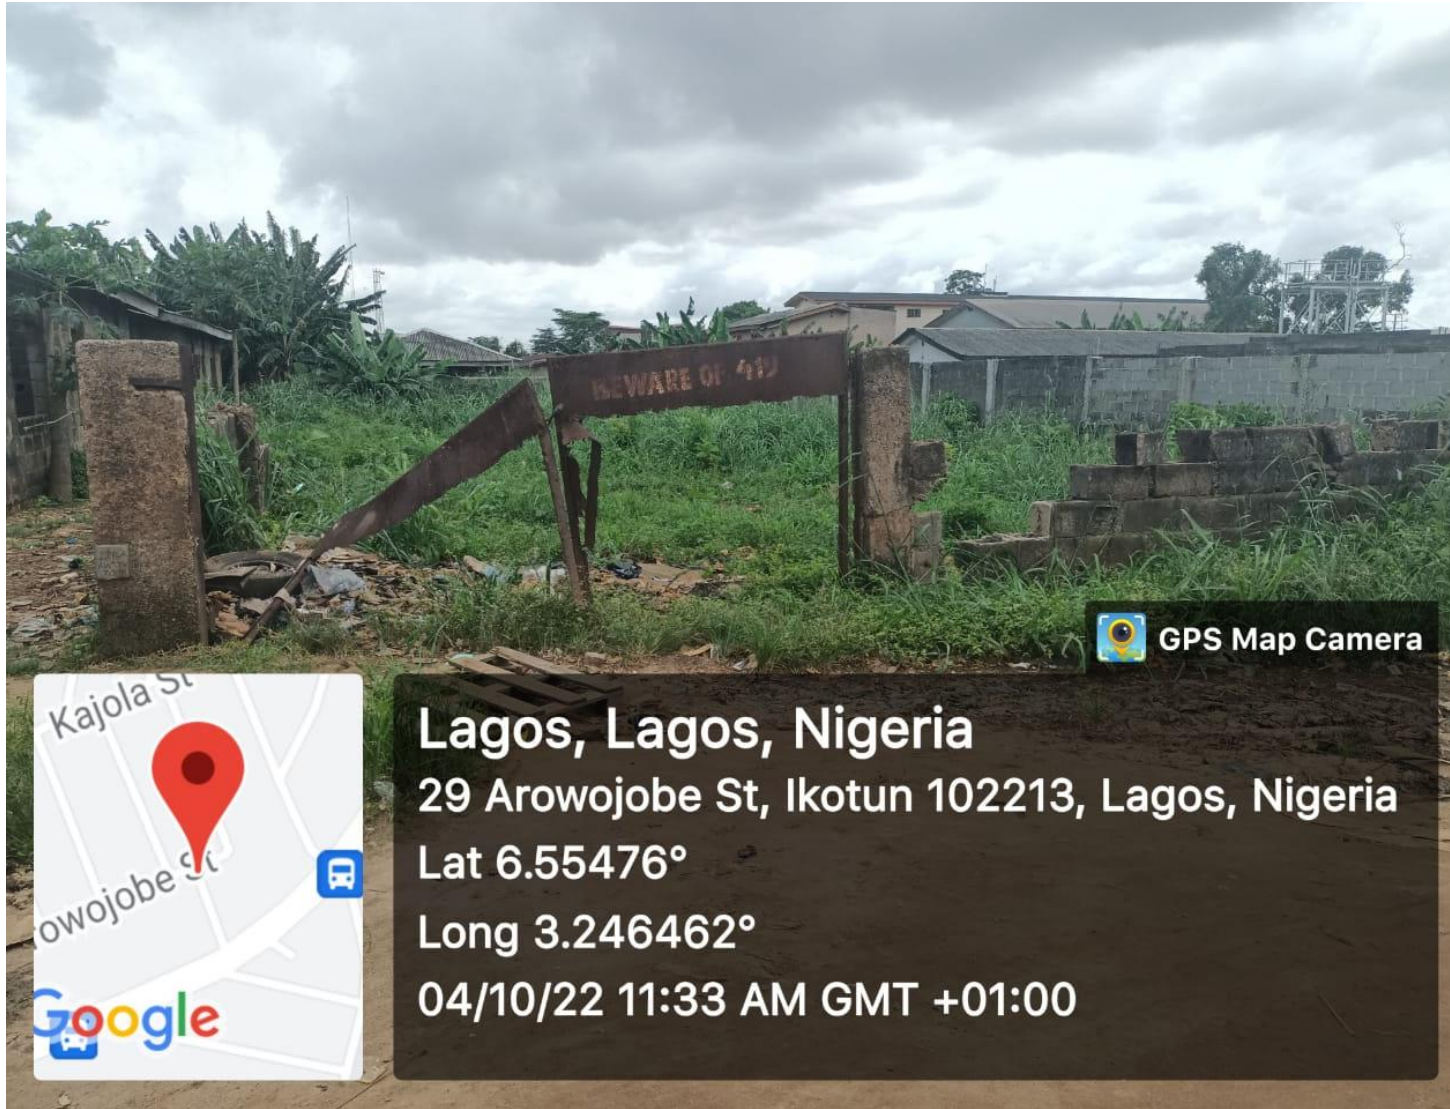 BEWARE OF 419
GPS Map Camera
Kajola St
rowojobe St
Google
Lagos, Lagos, Nigeria
29 Arowojobe St, Ikotun 102213, Lagos, Nigeria
Lat 6.55476°
Long 3.246462°
04/10/22 11:33 AM GMT +01:00